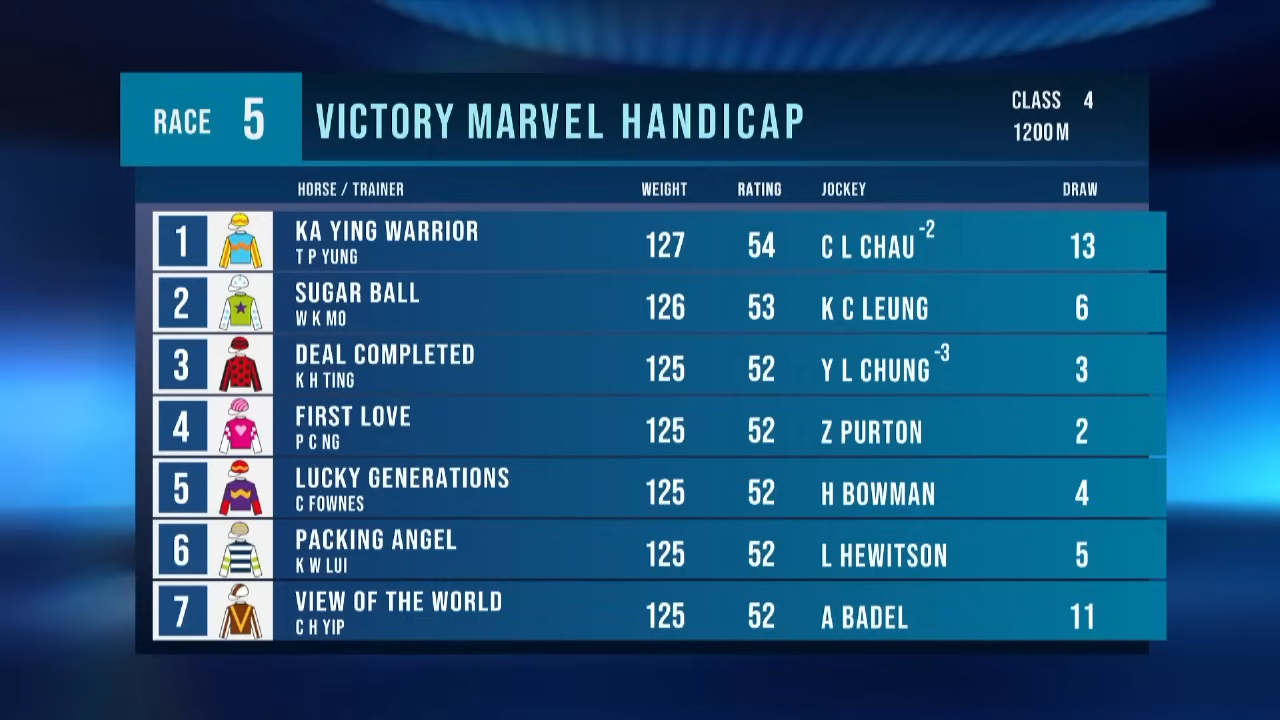 RACE 5 VICTORY MARVEL HANDICAP CLASS 4
1200M
HORSE / TRAINER WEIGHT RATING JOCKEY DRAW
1 KA YING WARRIOR 127 54 C L CHAU -2 13
T P YUNG
2 SUGAR BALL 126 53 K C LEUNG 6
W K MO
3 DEAL COMPLETED 125 52 Y L CHUNG -3 3
K H TING
4 FIRST LOVE 125 52 Z PURTON 2
P C NG
5 LUCKY GENERATIONS 125 52 H BOWMAN 4
C FOWNES
6 PACKING ANGEL 125 52 L HEWITSON 5
K W LUI
7 VIEW OF THE WORLD 125 52 A BADEL 11
C H YIP